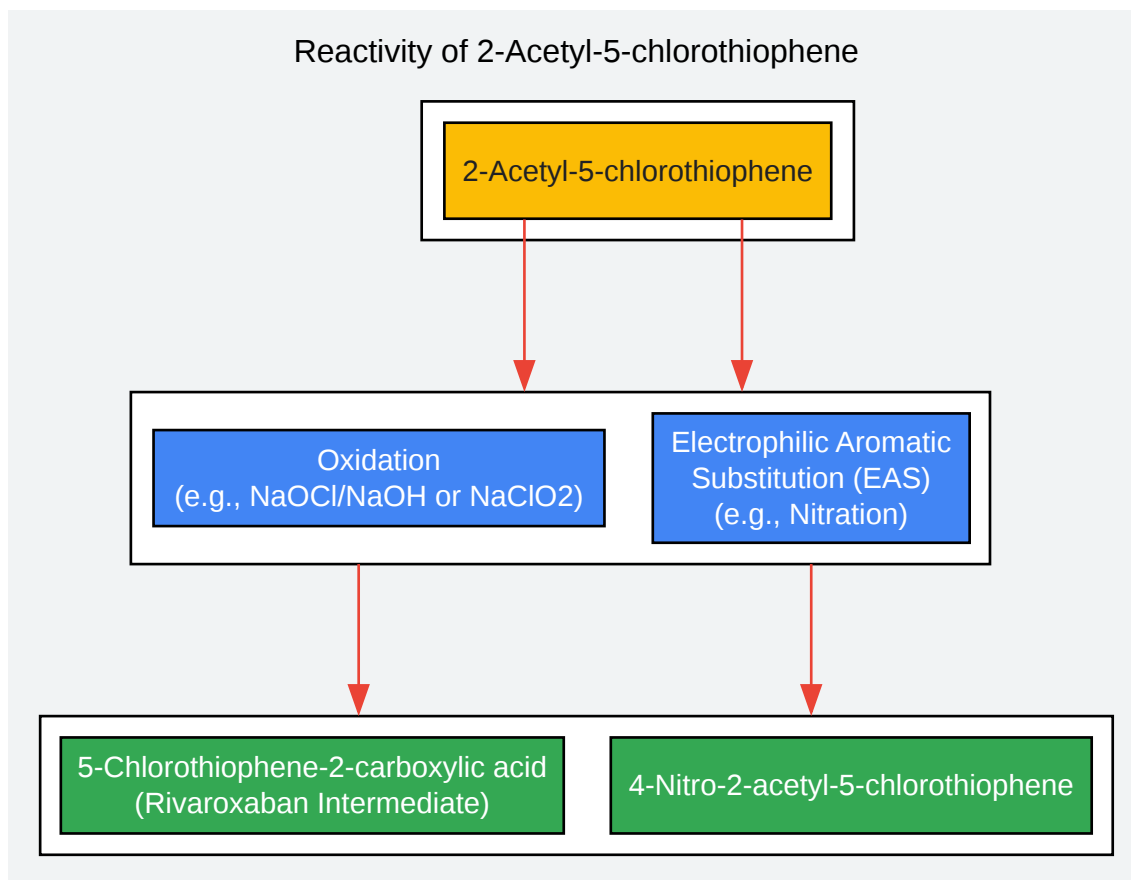 Reactivity of 2-Acetyl-5-chlorothiophene
2-Acetyl-5-chlorothiophene
Oxidation
(e.g., NaOCl/NaOH or NaClO2)
Electrophilic Aromatic
Substitution (EAS)
(e.g., Nitration)
5-Chlorothiophene-2-carboxylic acid
(Rivaroxaban Intermediate)
4-Nitro-2-acetyl-5-chlorothiophene